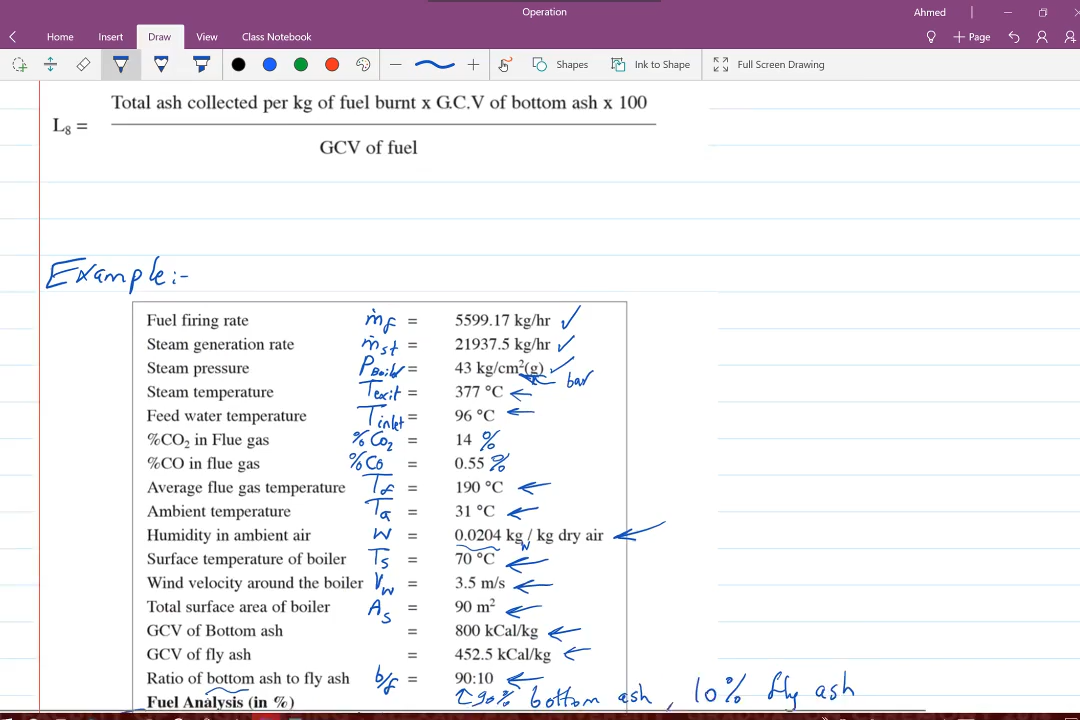 Operation
Ahmed
Home Insert Draw View Class Notebook
Page
Shapes Ink to Shape Full Screen Drawing
L8 = Total ash collected per kg of fuel burnt x G.C.V of bottom ash x 100
GCV of fuel
Example:-
Fuel firing rate ṁf = 5599.17 kg/hr ✓
Steam generation rate ṁst = 21937.5 kg/hr ✓
Steam pressure PBoiler = 43 kg/cm²(g) ✓
bar
Steam temperature Texit = 377 °C ←
Feed water temperature Tinlet = 96 °C ←
%CO₂ in Flue gas %CO₂ = 14 %
%CO in flue gas %CO = 0.55 %
Average flue gas temperature Tf = 190 °C ←
Ambient temperature Ta = 31 °C ←
Humidity in ambient air W = 0.0204 kgw / kg dry air ←
Surface temperature of boiler Ts = 70 °C ←
Wind velocity around the boiler Vw = 3.5 m/s ←
Total surface area of boiler As = 90 m² ←
GCV of Bottom ash = 800 kCal/kg ←
GCV of fly ash = 452.5 kCal/kg ←
Ratio of bottom ash to fly ash b/f = 90:10 ←
Fuel Analysis (in %) ↑90% bottom ash, 10% fly ash